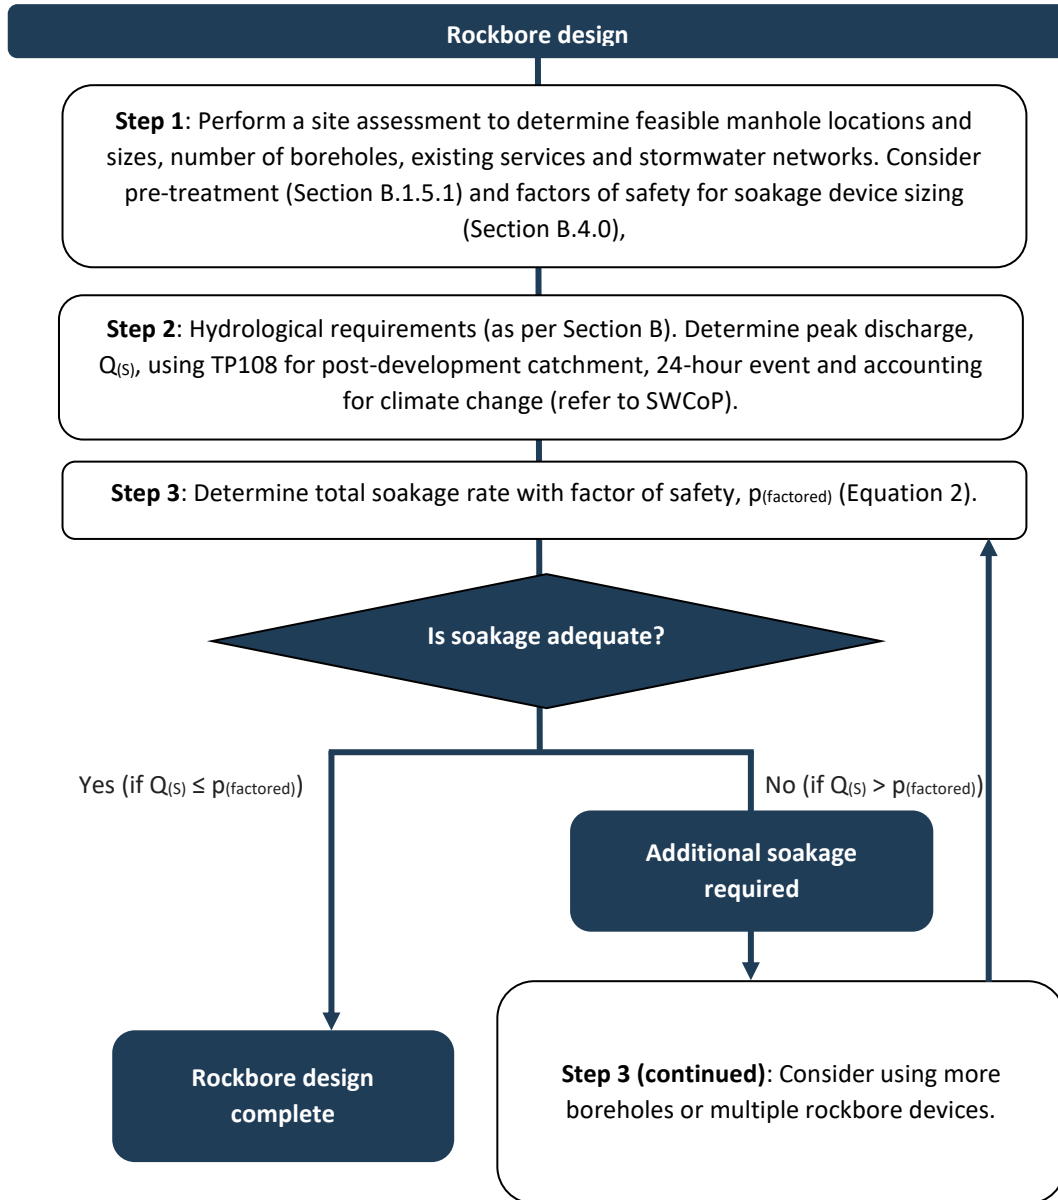 Rockbore design
Step 1: Perform a site assessment to determine feasible manhole locations and
sizes, number of boreholes, existing services and stormwater networks. Consider
pre-treatment (Section B.1.5.1) and factors of safety for soakage device sizing
(Section B.4.0),
Step 2: Hydrological requirements (as per Section B). Determine peak discharge,
Q(S), using TP108 for post-development catchment, 24-hour event and accounting
for climate change (refer to SWCoP).
Step 3: Determine total soakage rate with factor of safety, p(factored) (Equation 2).
Is soakage adequate?
Yes (if Q(S) ≤ p(factored))
No (if Q(S) > p(factored))
Additional soakage
required
Rockbore design
complete
Step 3 (continued): Consider using more
boreholes or multiple rockbore devices.